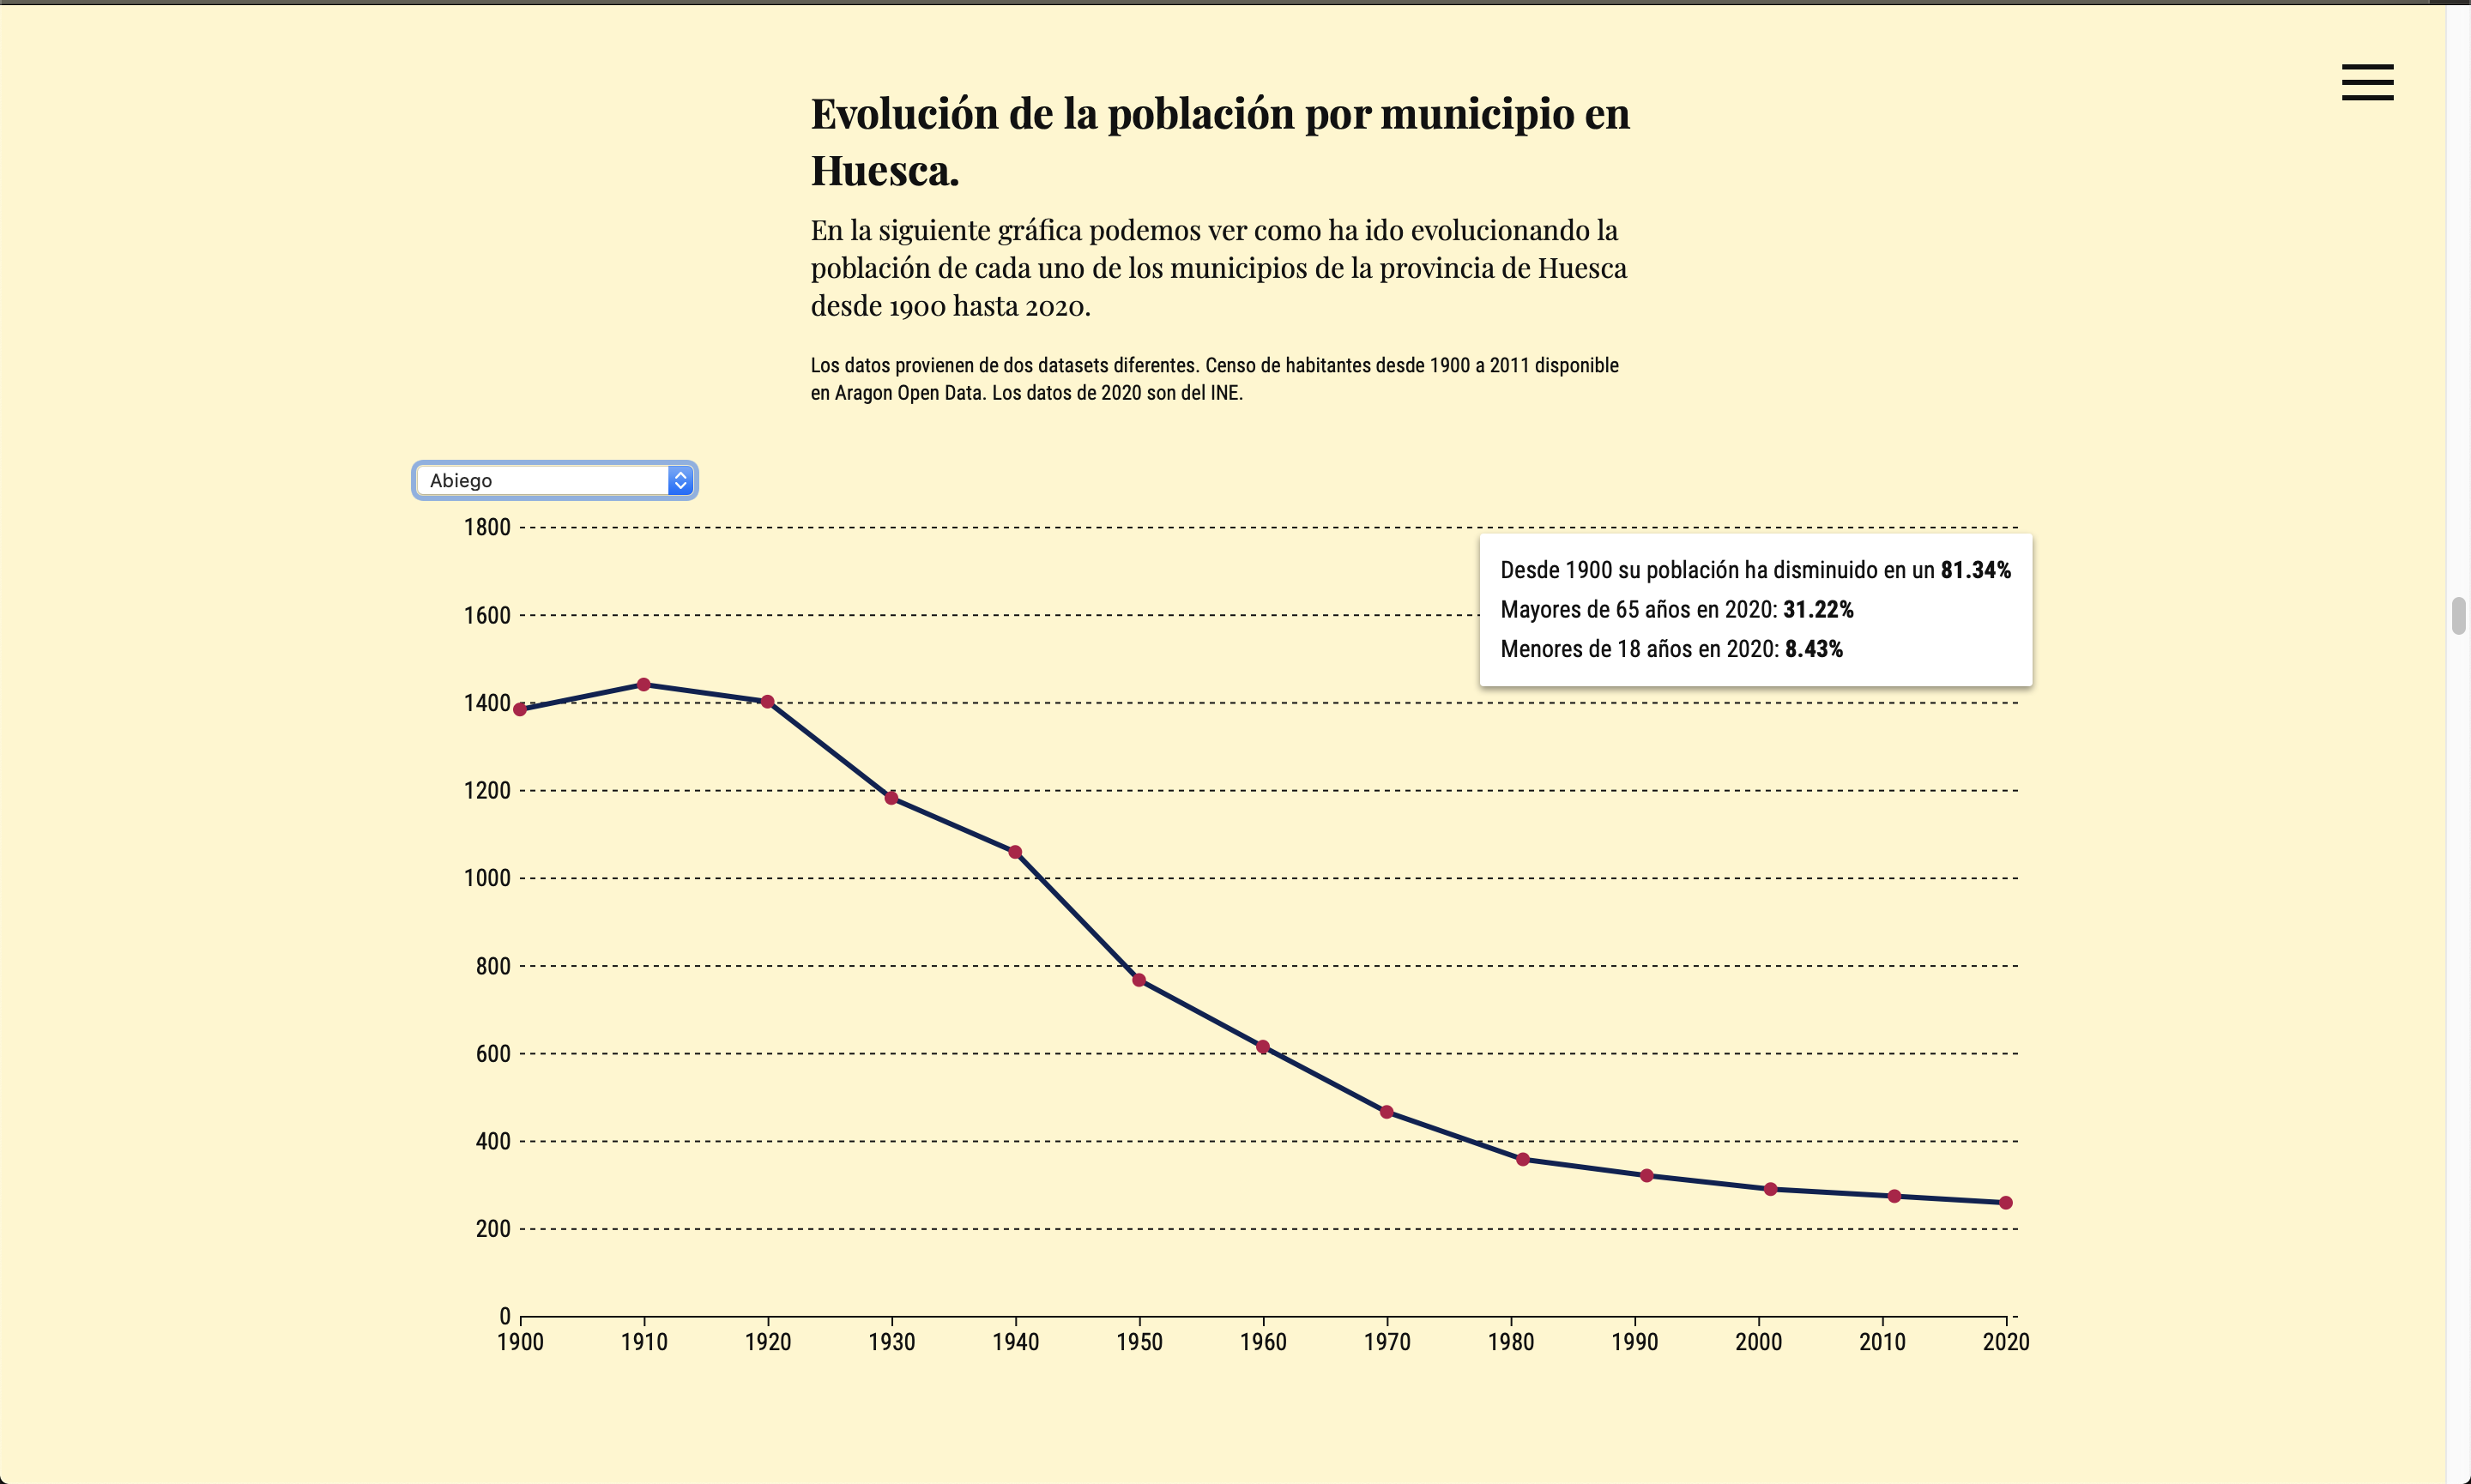 Evolución de la población por municipio en
Huesca.
En la siguiente gráfica podemos ver como ha ido evolucionando la
población de cada uno de los municipios de la provincia de Huesca
desde 1900 hasta 2020.
Los datos provienen de dos datasets diferentes. Censo de habitantes desde 1900 a 2011 disponible
en Aragon Open Data. Los datos de 2020 son del INE.
Abiego
1800
Desde 1900 su población ha disminuido en un 81.34%
Mayores de 65 años en 2020: 31.22%
Menores de 18 años en 2020: 8.43%
1600
1400
1200
1000
800
600
400
200
0
1900 1910 1920 1930 1940 1950 1960 1970 1980 1990 2000 2010 2020